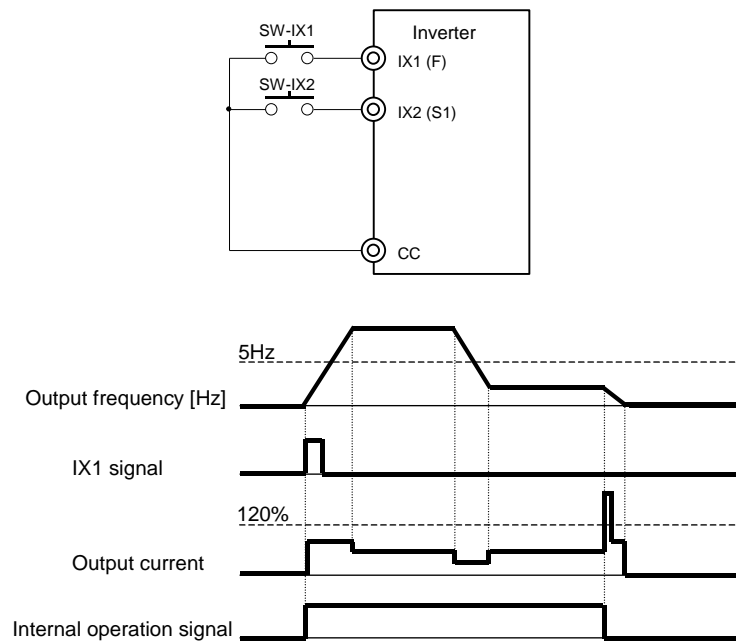 SW-IX1
Inverter
IX1 (F)
SW-IX2
IX2 (S1)
CC
5Hz
Output frequency [Hz]
IX1 signal
120%
Output current
Internal operation signal